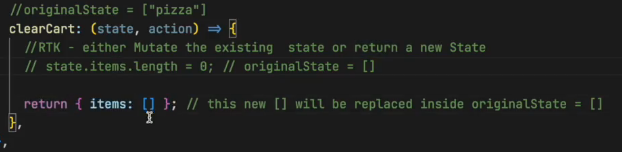 //originalState = ["pizza"]
clearCart: (state, action) => {
//RTK - either Mutate the existing  state or return a new State
// state.items.length = 0; // originalState = []
return { items: [] }; // this new [] will be replaced inside originalState = []
},
,